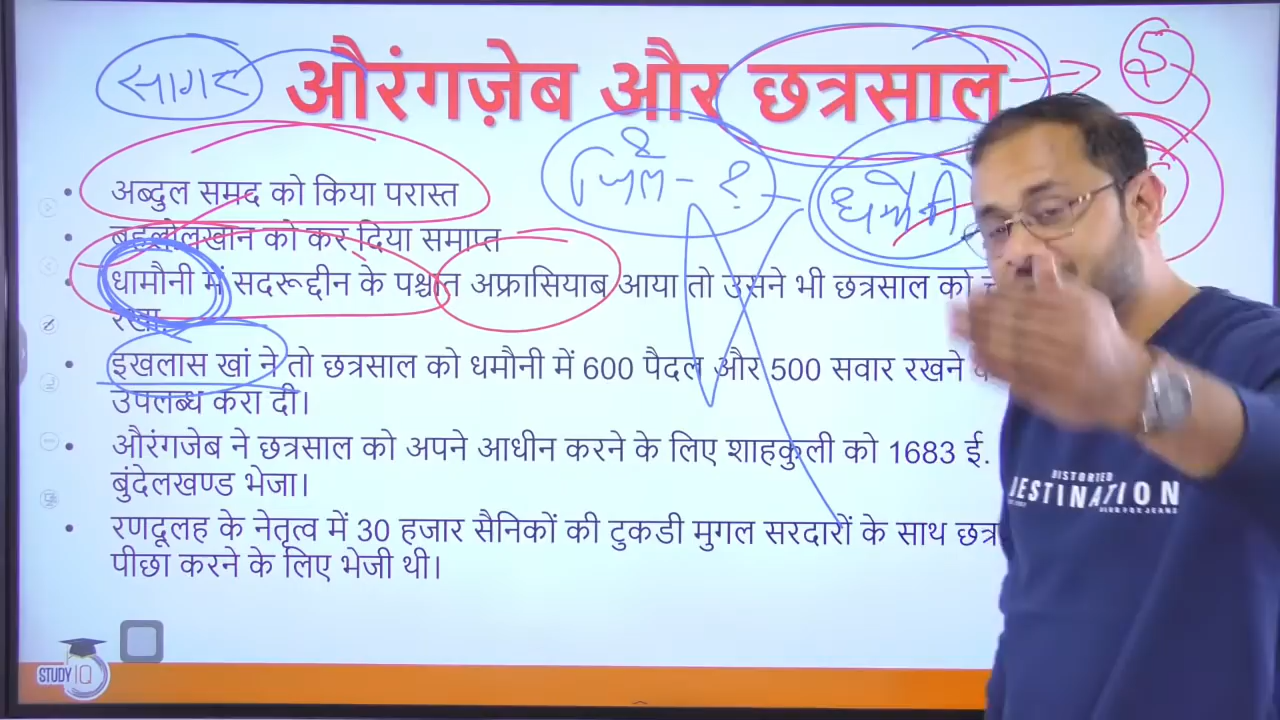 सागर
औरंगज़ेब और छत्रसाल
जिला - ?
धमौनी
• अब्दुल समद को किया परास्त
• बहलोलखान को कर दिया समाप्त
• धामौनी में सदरूद्दीन के पश्चात अफ्रासियाब आया तो उसने भी छत्रसाल को
रखा
• इखलास खां ने तो छत्रसाल को धमौनी में 600 पैदल और 500 सवार रखने
उपलब्ध करा दी।
• औरंगजेब ने छत्रसाल को अपने आधीन करने के लिए शाहकुली को 1683 ई.
बुंदेलखण्ड भेजा।
• रणदूलह के नेतृत्व में 30 हजार सैनिकों की टुकडी मुगल सरदारों के साथ
पीछा करने के लिए भेजी थी।
DISTORTED
DESTINATION
STUDY IQ